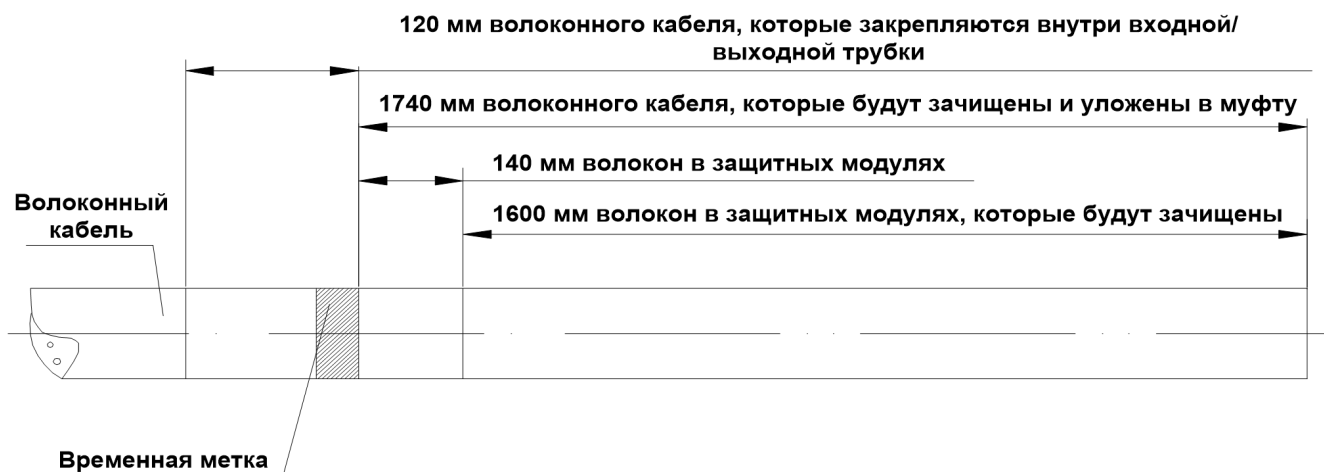 120 мм волоконного кабеля, которые закрепляются внутри входной/
выходной трубки
1740 мм волоконного кабеля, которые будут зачищены и уложены в муфту
140 мм волокон в защитных модулях
1600 мм волокон в защитных модулях, которые будут зачищены
Волоконный
кабель
Временная метка